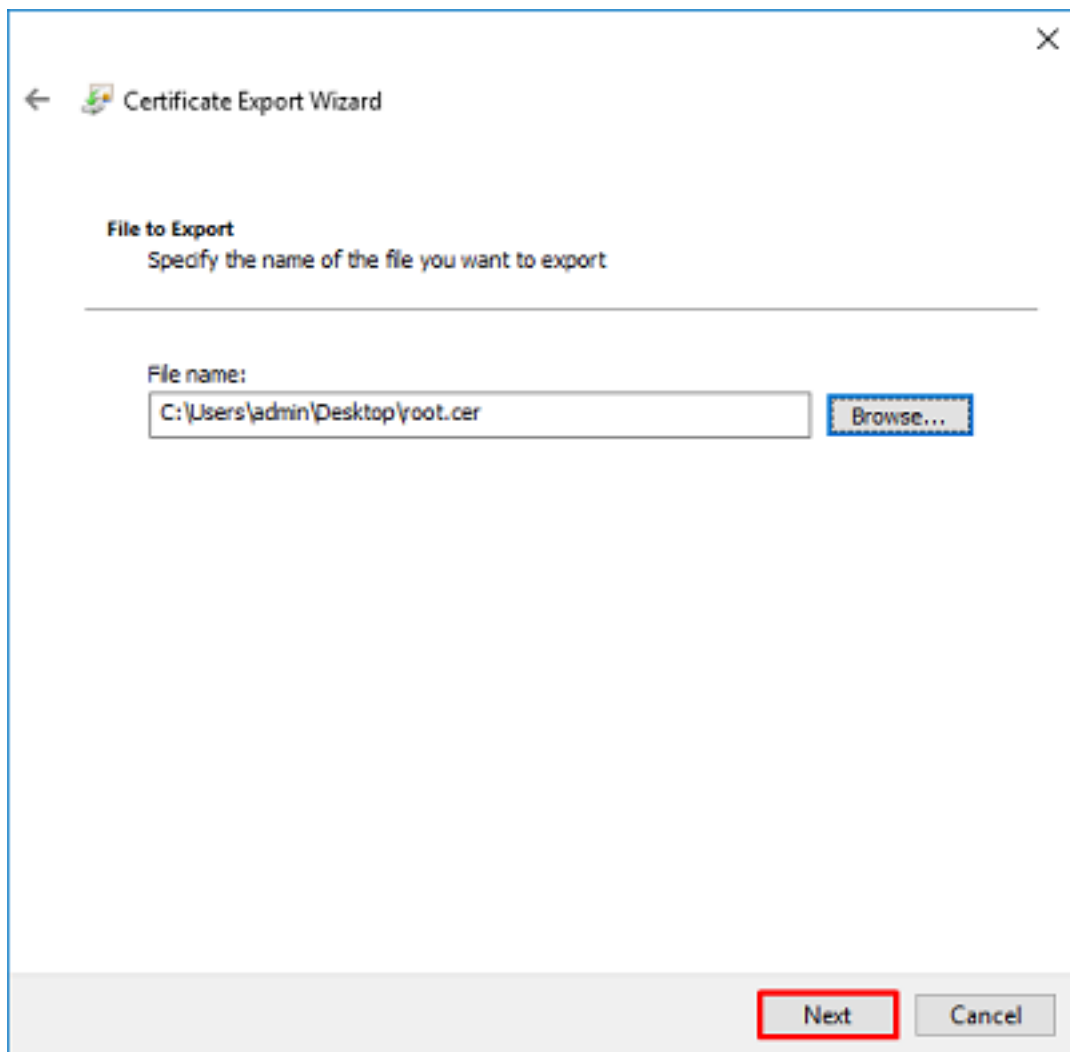 Certificate Export Wizard
File to Export
Specify the name of the file you want to export
File name:
C:\Users\admin\Desktop\root.cer
Browse...
Next
Cancel